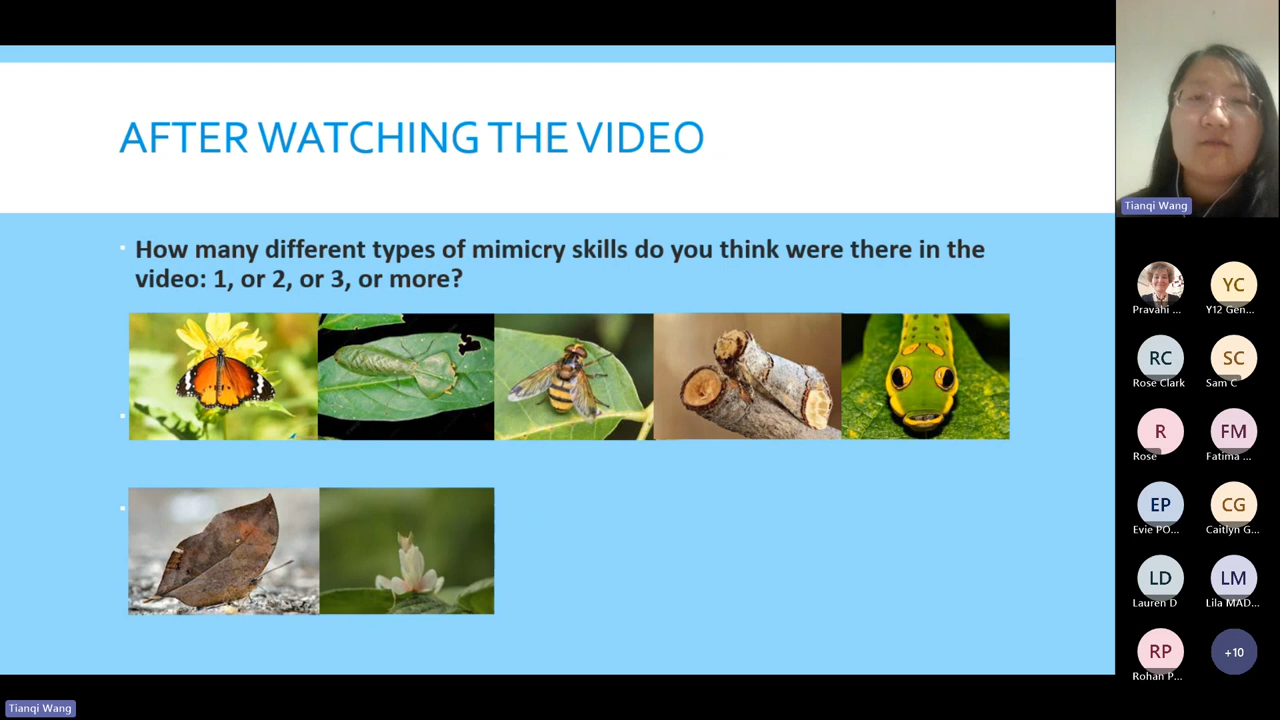 AFTER WATCHING THE VIDEO
How many different types of mimicry skills do you think were there in the
video: 1, or 2, or 3, or more?
Tianqi Wang
Pravahi ...
YC
Y12 Gen...
RC
Rose Clark
SC
Sam C
R
Rose
FM
Fatima ...
EP
Evie PO...
CG
Caitlyn G...
LD
Lauren D
LM
Lila MAD...
RP
Rohan P...
+10
Tianqi Wang